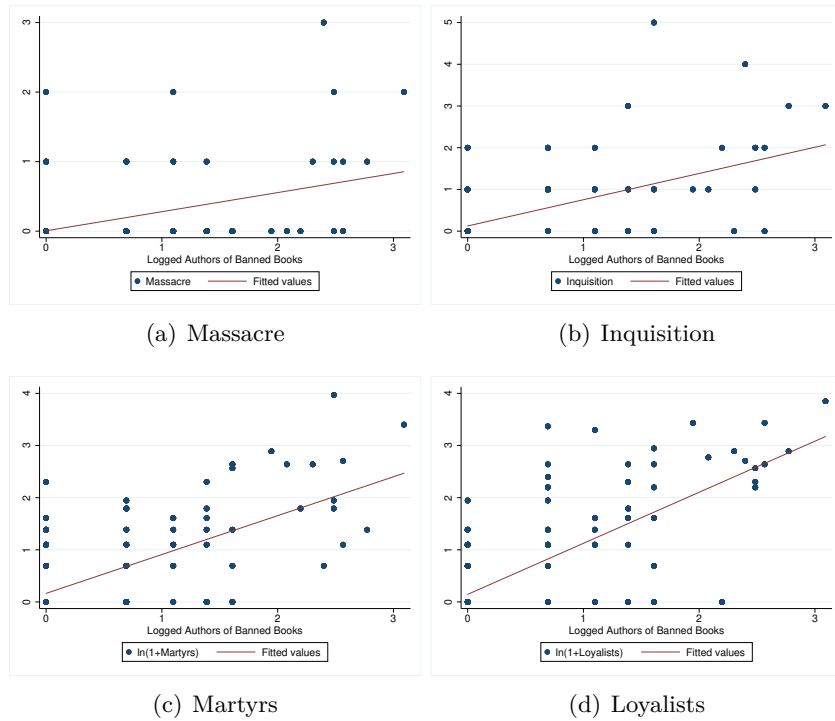 3
2
1
0
0 1 2 3
Logged Authors of Banned Books
Massacre Fitted values
(a) Massacre
5
4
3
2
1
0
0 1 2 3
Logged Authors of Banned Books
Inquisition Fitted values
(b) Inquisition
4
3
2
1
0
0 1 2 3
Logged Authors of Banned Books
ln(1+Martyrs) Fitted values
(c) Martyrs
4
3
2
1
0
0 1 2 3
Logged Authors of Banned Books
ln(1+Loyalists) Fitted values
(d) Loyalists